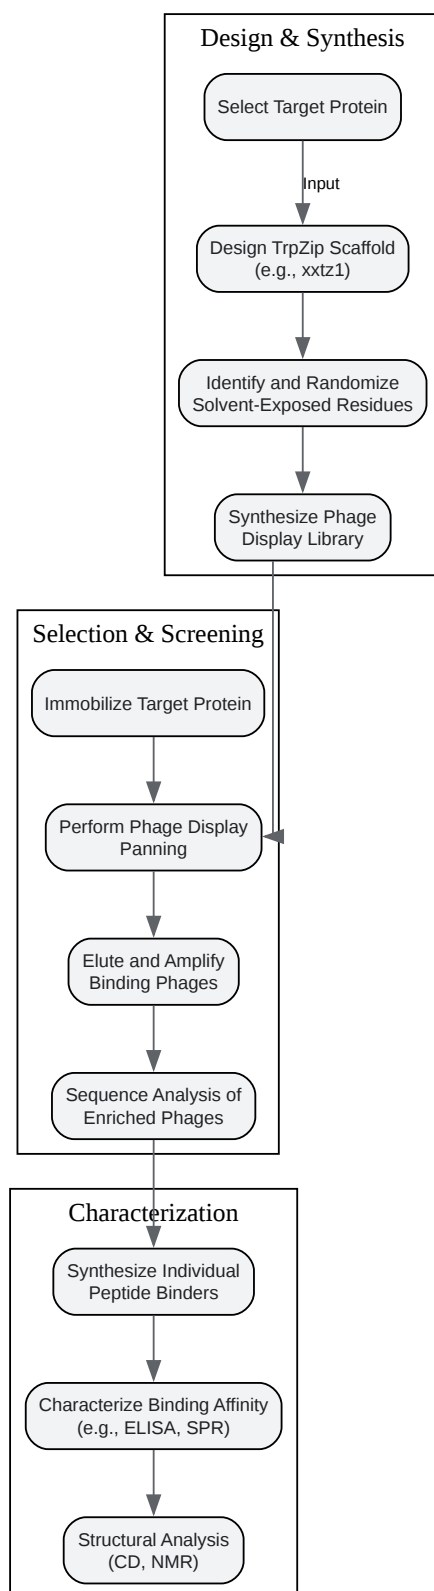 Design & Synthesis
Select Target Protein
Input
Design TrpZip Scaffold
(e.g., xxtz1)
Identify and Randomize
Solvent-Exposed Residues
Synthesize Phage
Display Library
Selection & Screening
Immobilize Target Protein
Perform Phage Display
Panning
Elute and Amplify
Binding Phages
Sequence Analysis of
Enriched Phages
Characterization
Synthesize Individual
Peptide Binders
Characterize Binding Affinity
(e.g., ELISA, SPR)
Structural Analysis
(CD, NMR)